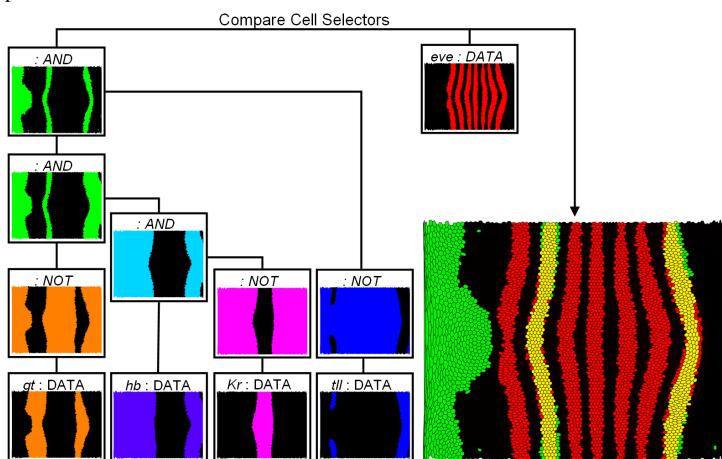 Compare Cell Selectors
: AND
eve : DATA
: AND
: AND
: NOT
: NOT
: NOT
gt : DATA
hb : DATA
Kr : DATA
tll : DATA